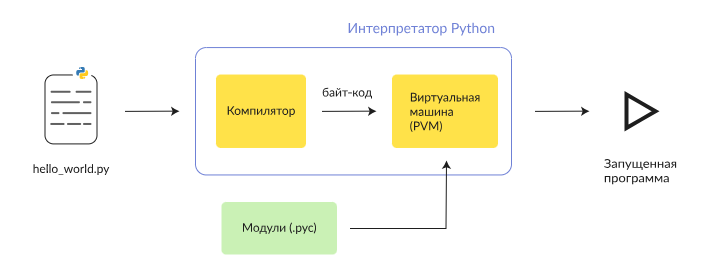 Интерпретатор Python
hello_world.py
Компилятор
байт-код
Виртуальная
машина
(PVM)
Запущенная
программа
Модули (.pyc)